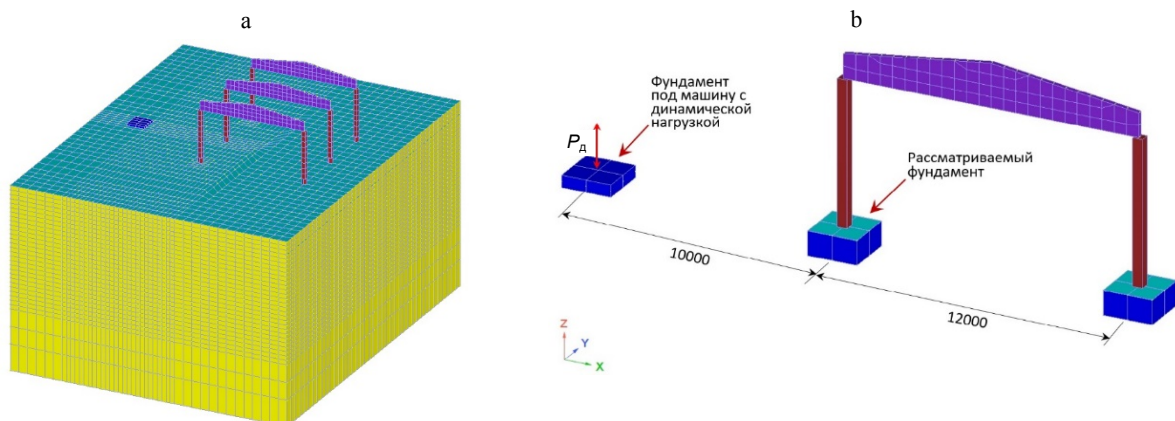 a
b
Фундамент
под машину с
динамической
нагрузкой
Pд
Рассматриваемый
фундамент
10000
12000
Z
Y
X